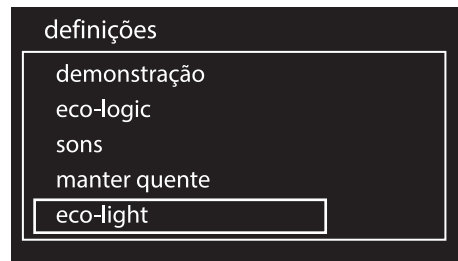 definições
demonstração
eco-logic
sons
manter quente
eco-light